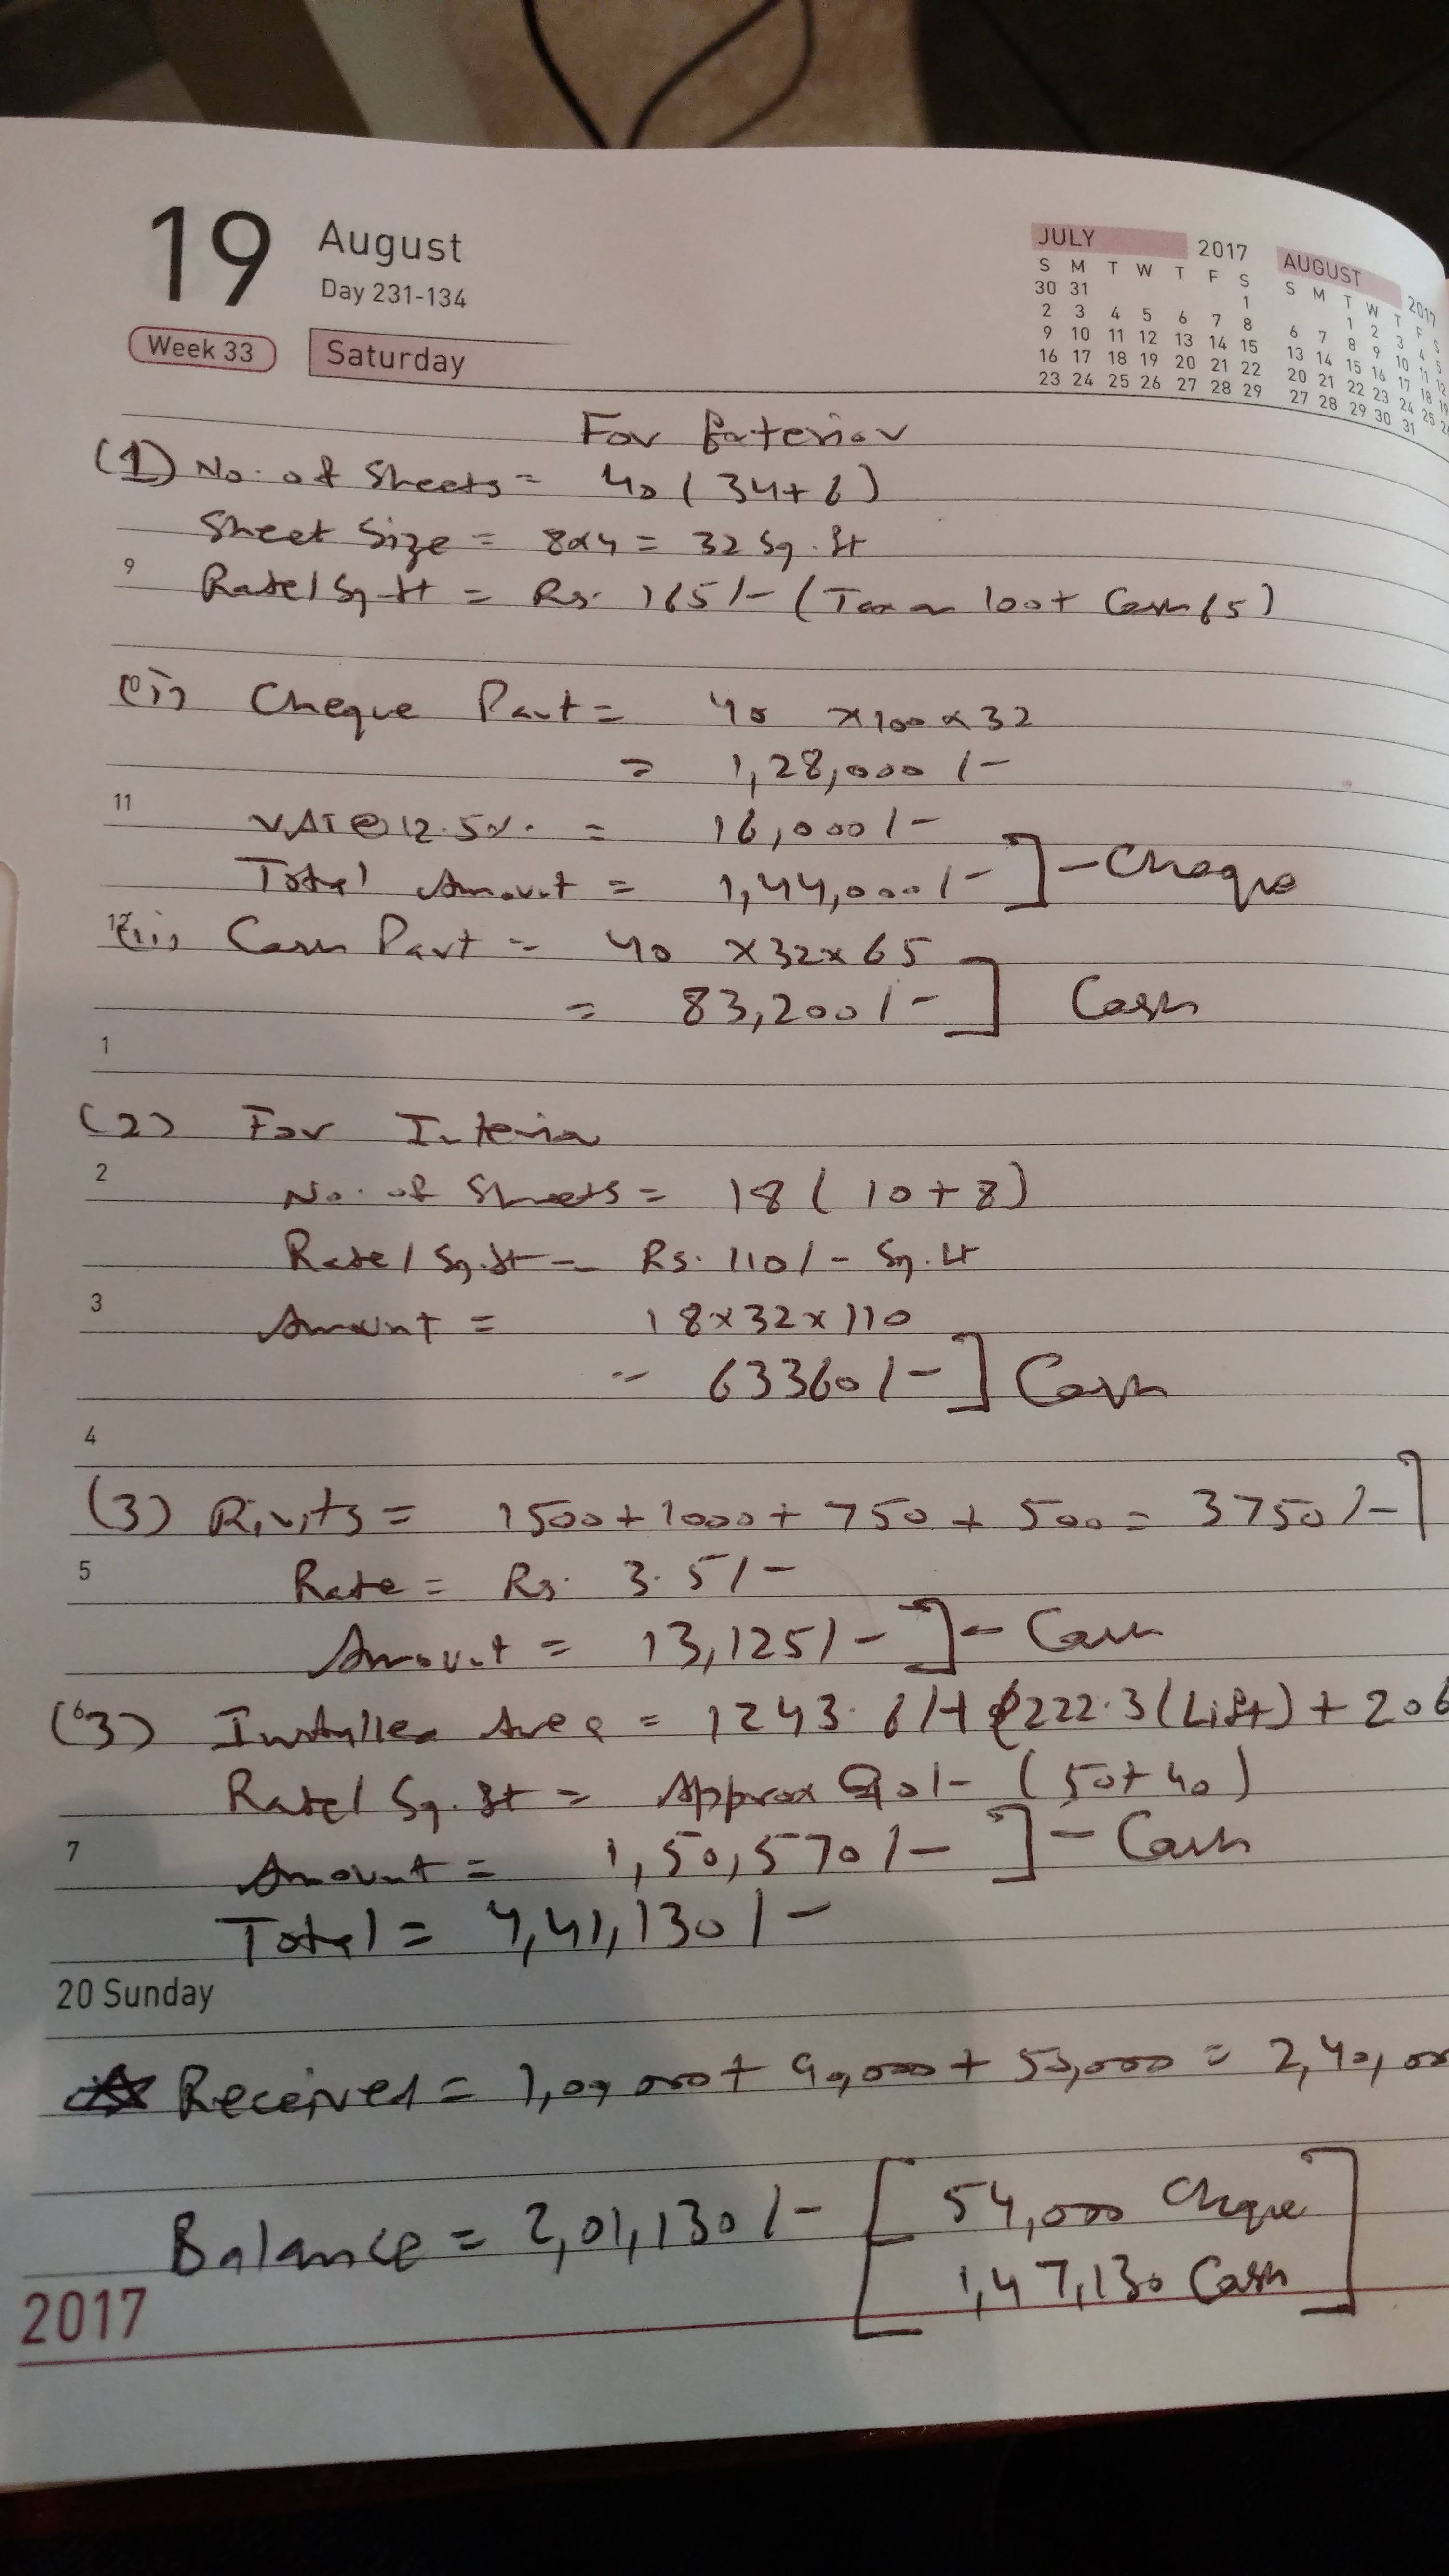 19
August
Day 231-134
Week 33
Saturday
JULY 2017
S M T W T F S
30 31 1
2 3 4 5 6 7 8
9 10 11 12 13 14 15
16 17 18 19 20 21 22
23 24 25 26 27 28 29
AUGUST 2017
S M T W T F S
1 2 3 4 5
6 7 8 9 10 11 12
13 14 15 16 17 18 19
20 21 22 23 24 25 26
27 28 29 30 31
For Exterior
(1) No. of Sheets = 40 (34+6)
Sheet Size = 8x4 = 32 Sq.ft
9
Rate/Sq.ft = Rs. 165/- (Tax on 100+ Cash 65)
(i) Cheque Part = 40 x100x32
= 1,28,000/-
11
VAT@12.5%. = 16,000/-
Total Amount = 1,44,000/- ] - Cheque
12
(ii) Cash Part = 40 x32x65
= 83,200/- ] Cash
1
(2) For Interior
2
No. of Sheets = 18 (10+8)
Rate/Sq.ft = Rs. 110/- Sq.ft
3
Amount = 18x32x110
= 63360/- ] Cash
4
(3) Rivits = 1500+1000+750+500 = 3750/- ]
5
Rate = Rs. 3.5/-
Amount = 13,125/- ] - Cash
6
(3) Installed Area = 1243.6/+ 222.3(Lift)+206
Rate/Sq.ft = Approx 90/- (50+40)
7
Amount = 1,50,570/- ] - Cash
Total = 4,41,130/-
20 Sunday
Received = 1,00,000+ 90,000+ 50,000 = 2,40,00
Balance = 2,01,130/- [ 54,000 Cheque ]
1,47,130 Cash
2017